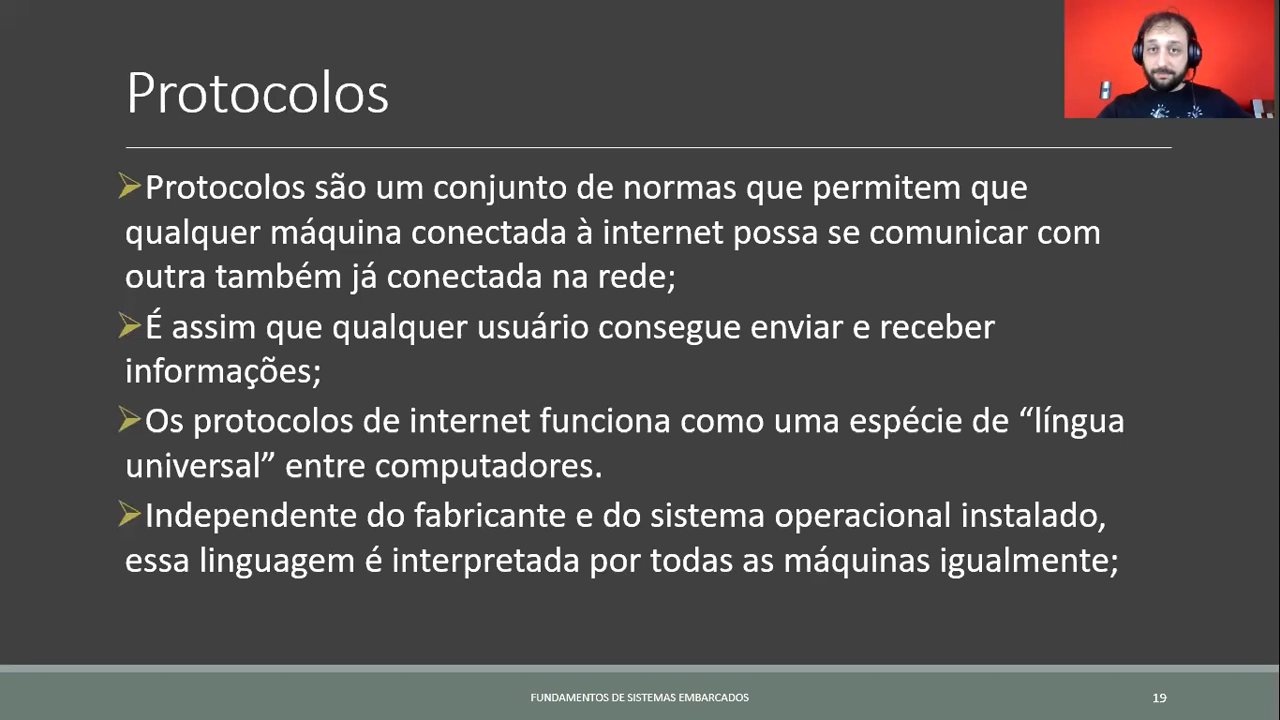 Protocolos
Protocolos são um conjunto de normas que permitem que
qualquer máquina conectada à internet possa se comunicar com
outra também já conectada na rede;
É assim que qualquer usuário consegue enviar e receber
informações;
Os protocolos de internet funciona como uma espécie de “língua
universal” entre computadores.
Independente do fabricante e do sistema operacional instalado,
essa linguagem é interpretada por todas as máquinas igualmente;
FUNDAMENTOS DE SISTEMAS EMBARCADOS
19